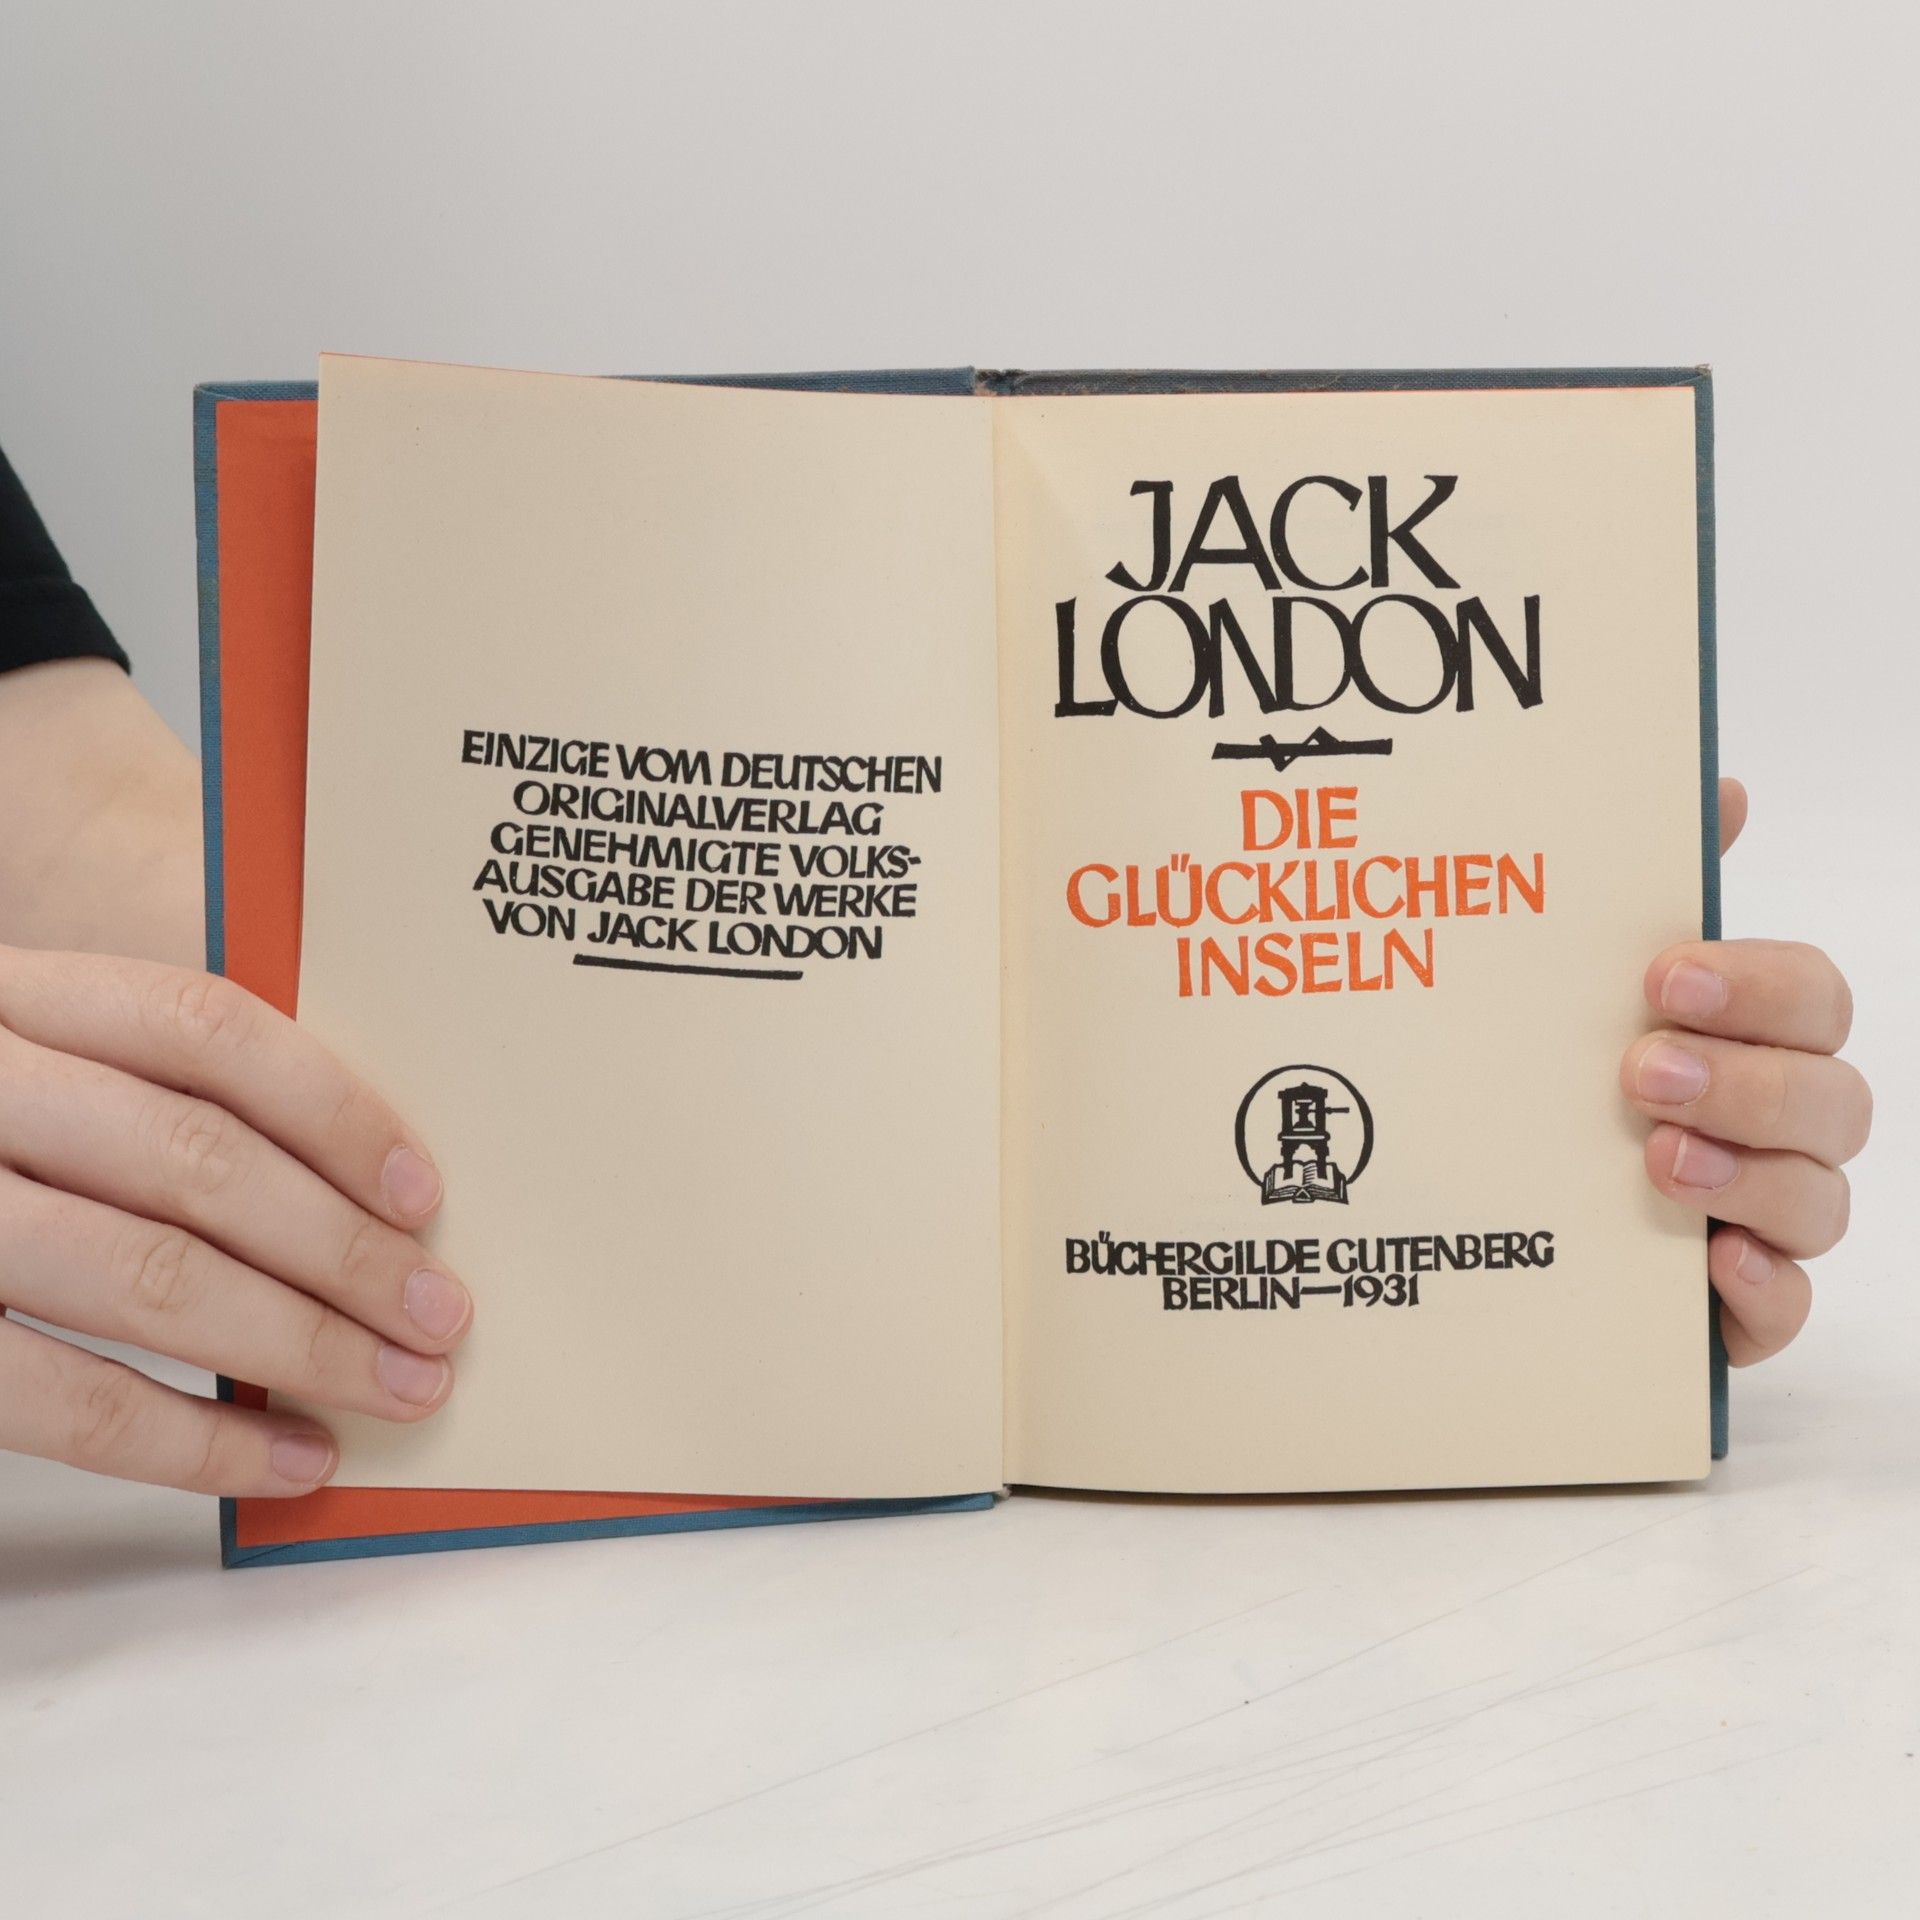 EINZIGE VOM DEUTSCHEN
ORIGINALVERLAG
GENEHMIGTE VOLKS-
AUSGABE DER WERKE
VON JACK LONDON
JACK
LONDON
DIE
GLÜCKLICHEN
INSELN
BÜCHERGILDE GUTENBERG
BERLIN—1931